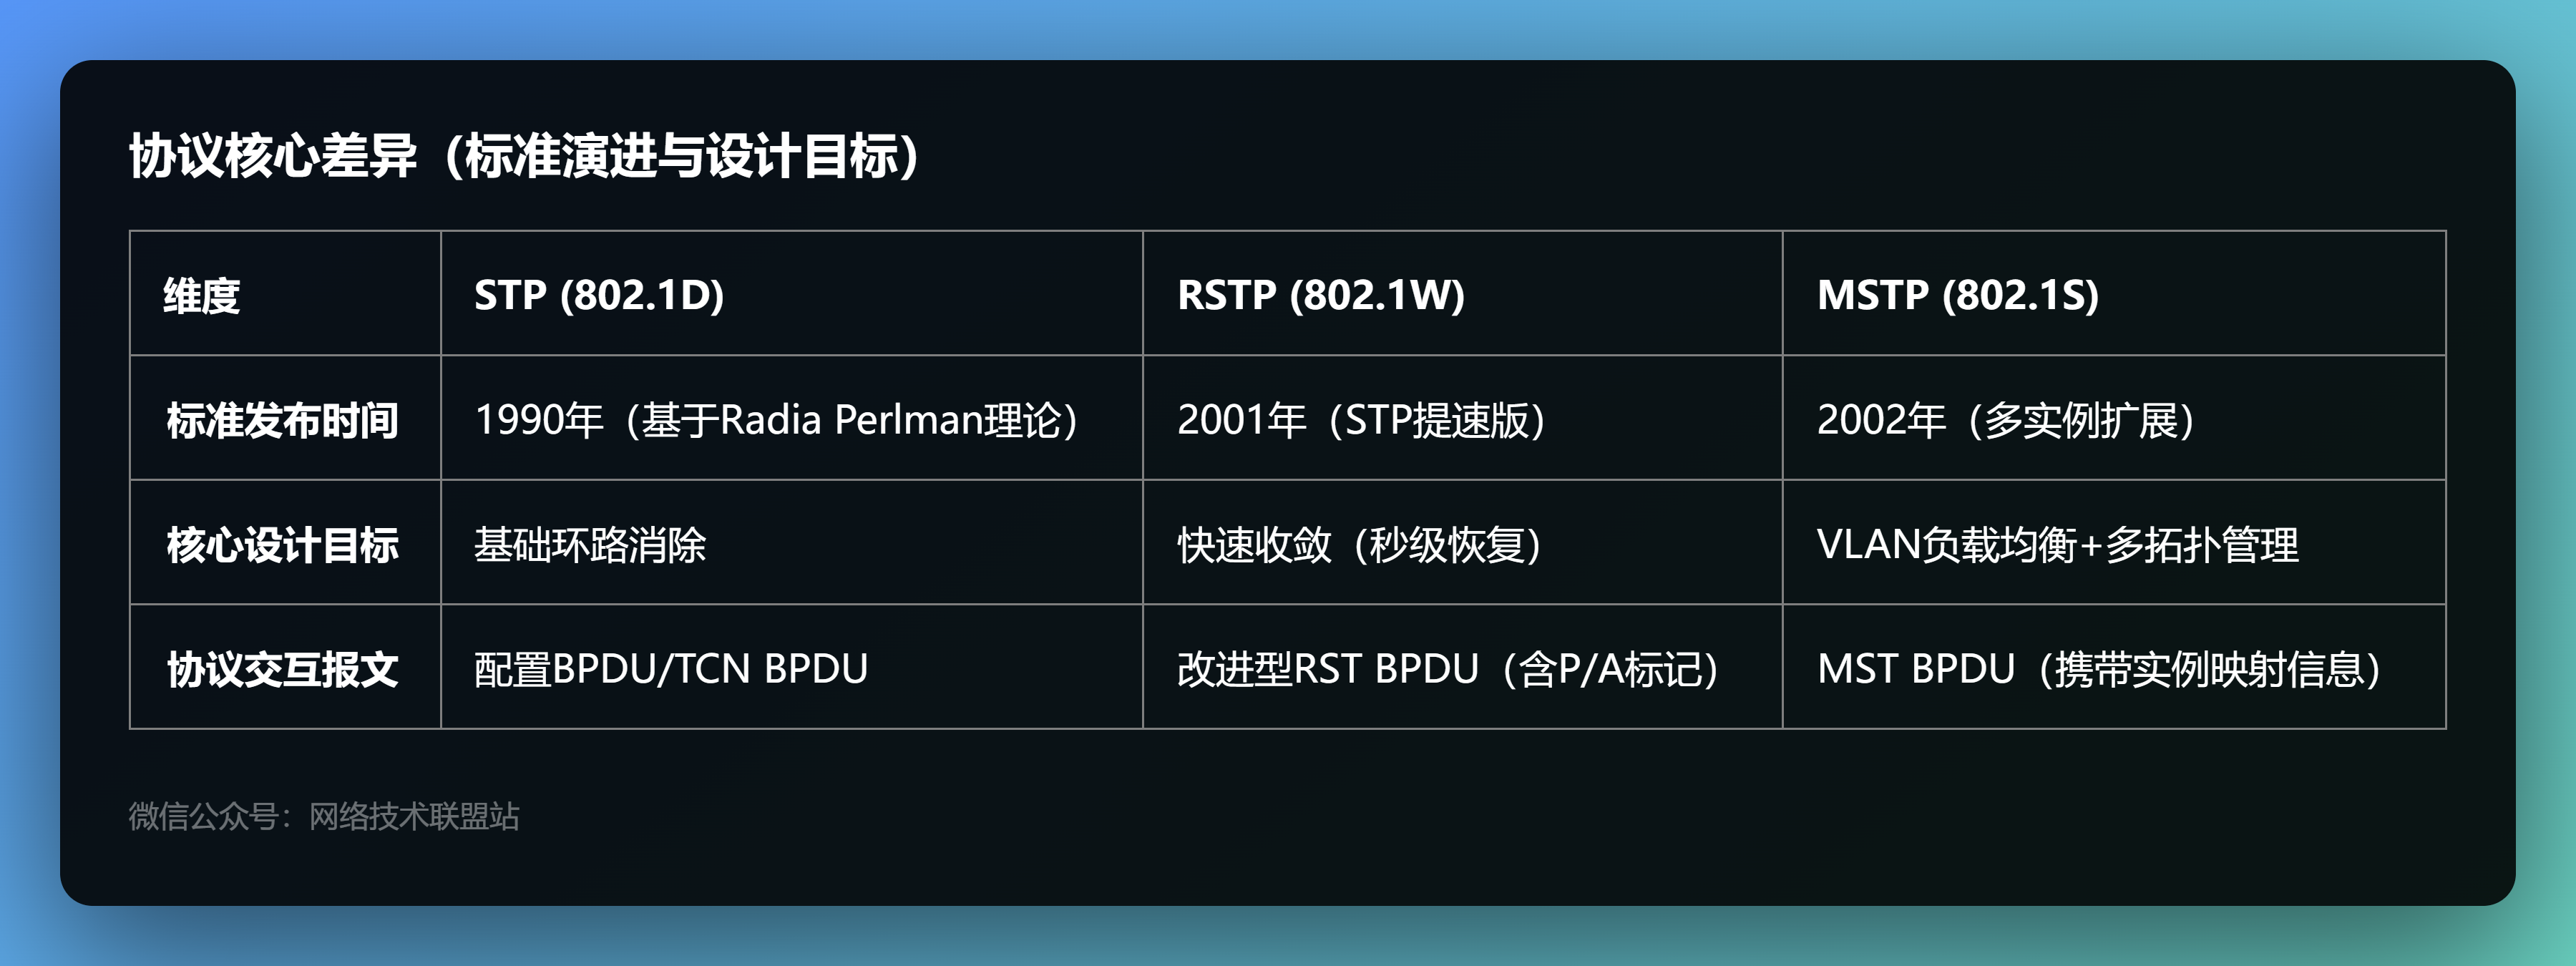 协议核心差异（标准演进与设计目标）
维度 STP (802.1D) RSTP (802.1W) MSTP (802.1S)
标准发布时间 1990年（基于Radia Perlman理论） 2001年（STP提速版） 2002年（多实例扩展）
核心设计目标 基础环路消除 快速收敛（秒级恢复） VLAN负载均衡+多拓扑管理
协议交互报文 配置BPDU/TCN BPDU 改进型RST BPDU（含P/A标记） MST BPDU（携带实例映射信息）
微信公众号：网络技术联盟站